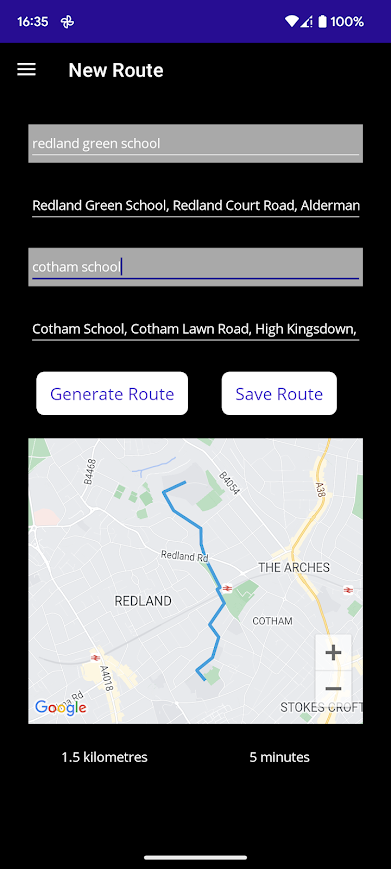 16:35
100%
New Route
redland green school
Redland Green School, Redland Court Road, Alderman
cotham school
Cotham School, Cotham Lawn Road, High Kingsdown,
Generate Route
Save Route
B4468
B4054
A38
Redland Rd
THE ARCHES
REDLAND
COTHAM
+
A4018
−
Rd
Google
STOKES CROFT
1.5 kilometres
5 minutes